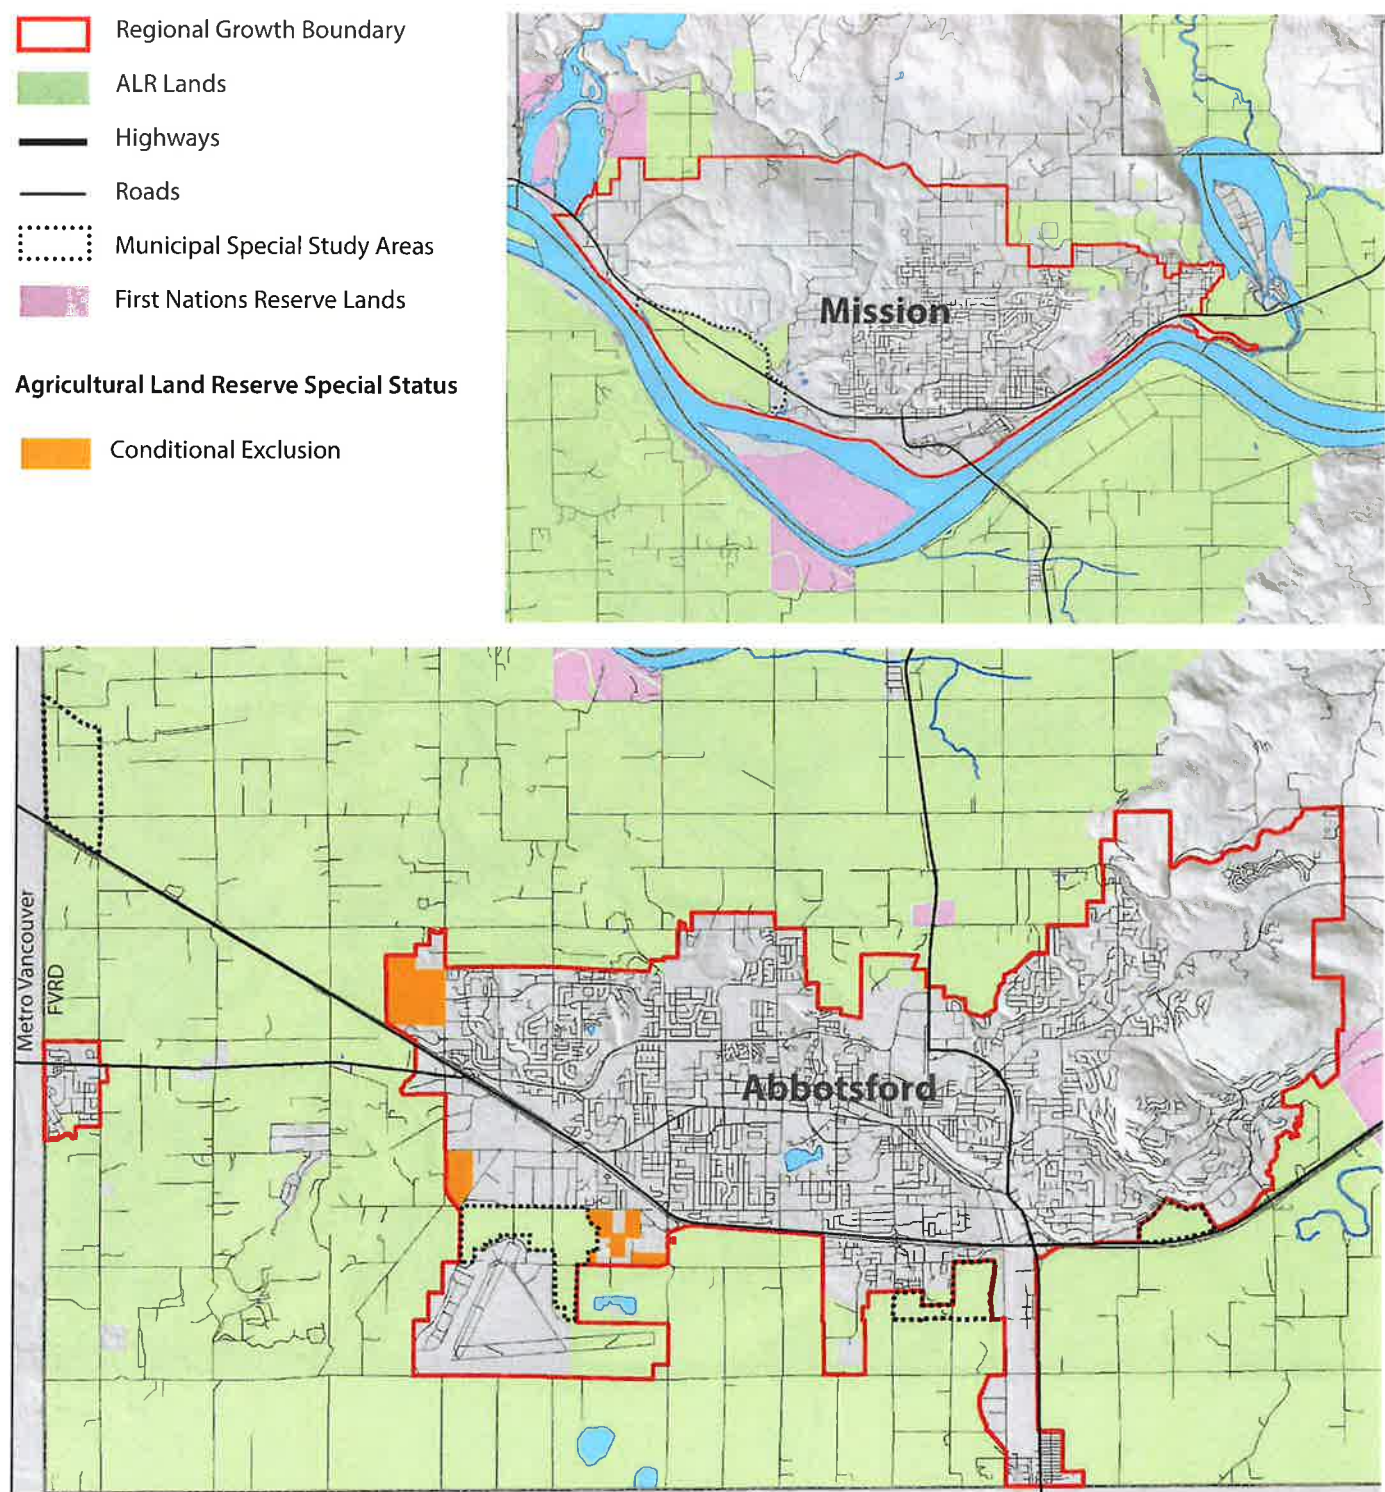 Regional Growth Boundary
ALR Lands
Highways
Roads
Municipal Special Study Areas
First Nations Reserve Lands
Agricultural Land Reserve Special Status
Conditional Exclusion
Mission
Metro Vancouver
FVRD
Abbotsford